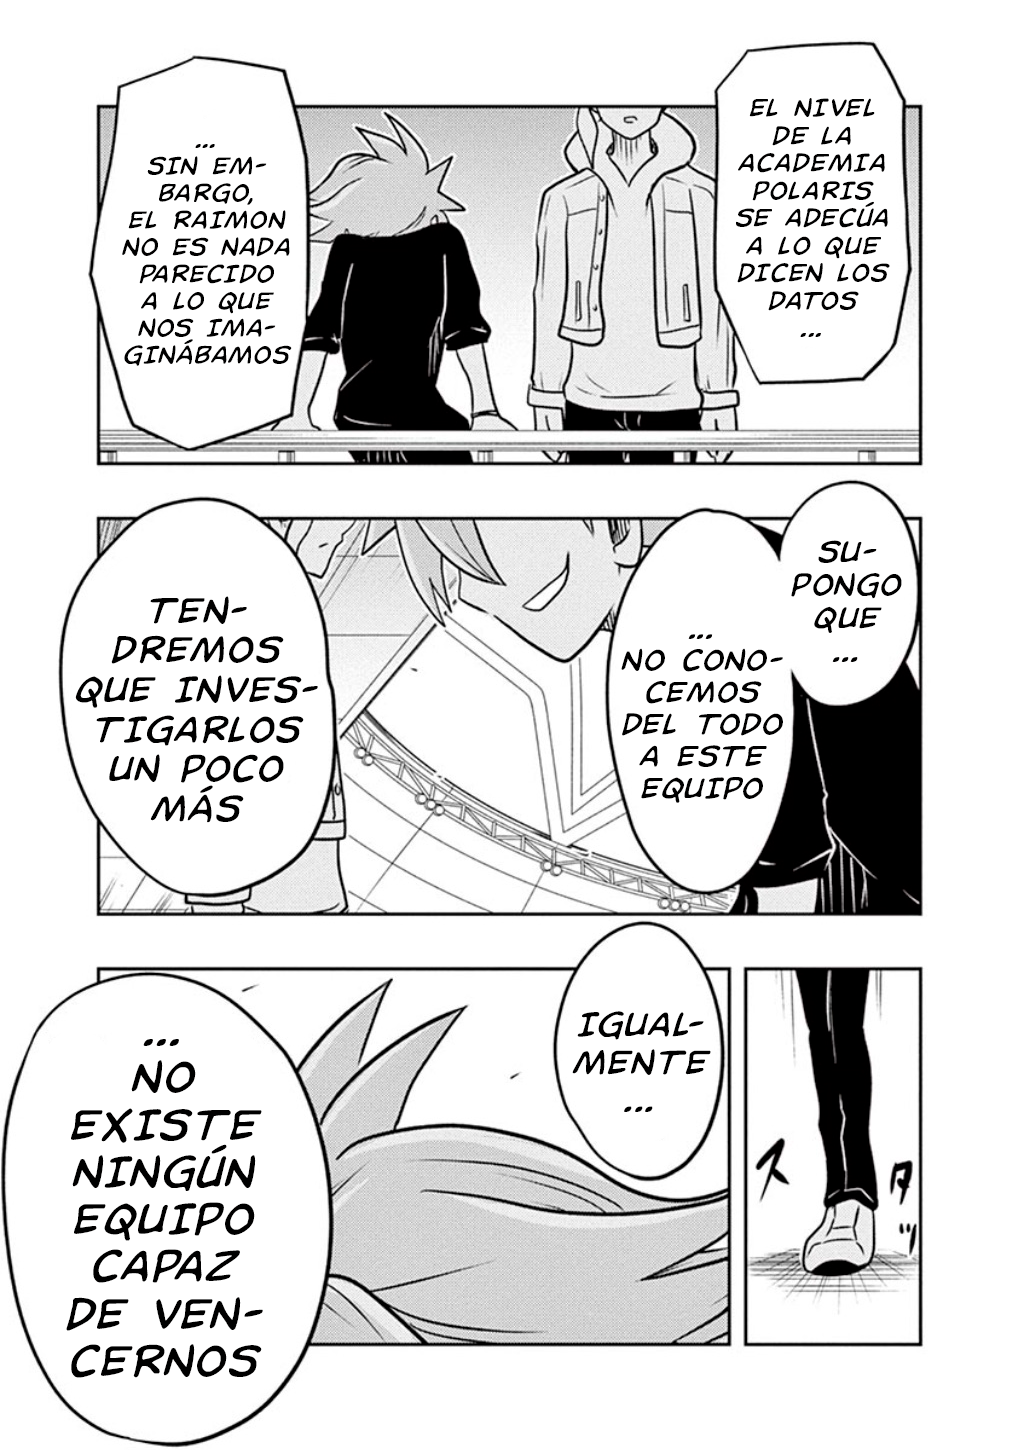 EL NIVEL
DE LA
ACADEMIA
POLARIS
SE ADECÚA
A LO QUE
DICEN LOS
DATOS
...
...
SIN EM-
BARGO,
EL RAIMON
NO ES NADA
PARECIDO
A LO QUE
NOS IMA-
GINÁBAMOS
SU-
PONGO
QUE
...
...
NO CONO-
CEMOS
DEL TODO
A ESTE
EQUIPO
TEN-
DREMOS
QUE INVES-
TIGARLOS
UN POCO
MÁS
スタッ
IGUAL-
MENTE
...
...
NO
EXISTE
NINGÚN
EQUIPO
CAPAZ
DE VEN-
CERNOS